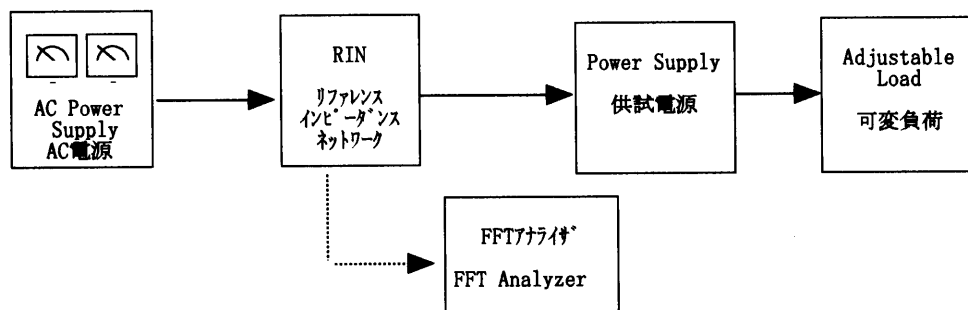 AC Power
Supply
AC電源
RIN
リファレンス
インピーダンス
ネットワーク
Power Supply
供試電源
Adjustable
Load
可変負荷
FFTアナライザ
FFT Analyzer